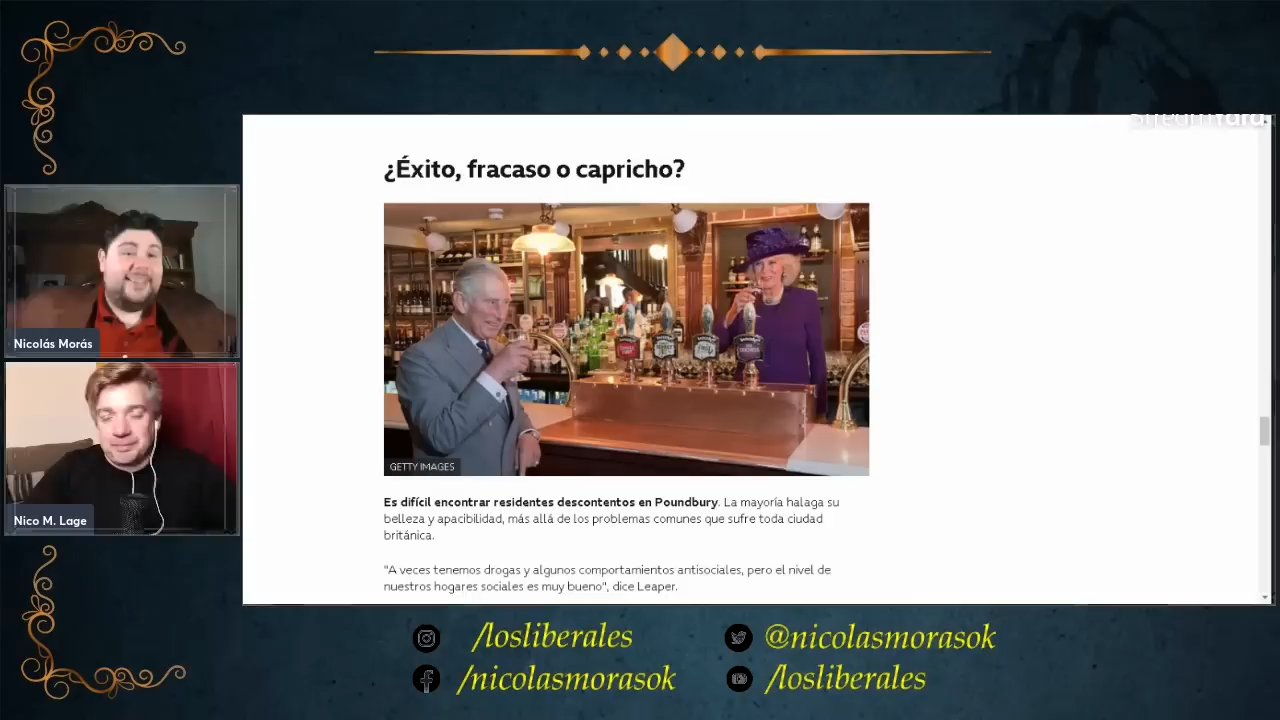 ¿Éxito, fracaso o capricho?
Nicolás Morás
Nico M. Lage
GETTY IMAGES
Es difícil encontrar residentes descontentos en Poundbury. La mayoría halaga su
belleza y apacibilidad, más allá de los problemas comunes que sufre toda ciudad
británica.
"A veces tenemos drogas y algunos comportamientos antisociales, pero el nivel de
nuestros hogares sociales es muy bueno", dice Leaper.
/losliberales
@nicolasmorasok
/nicolasmorasok
/losliberales